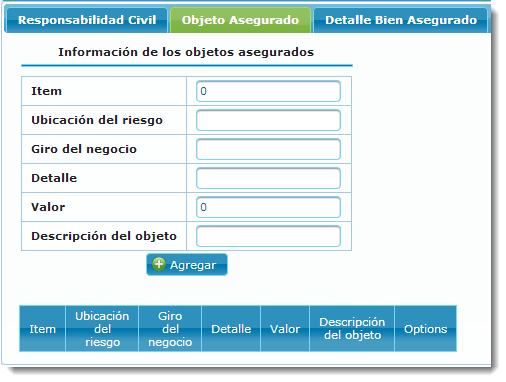 Responsabilidad Civil Objeto Asegurado Detalle Bien Asegurado
Información de los objetos asegurados
Item 0
Ubicación del riesgo
Giro del negocio
Detalle
Valor 0
Descripción del objeto
Agregar
Item Ubicación del riesgo Giro del negocio Detalle Valor Descripción del objeto Options